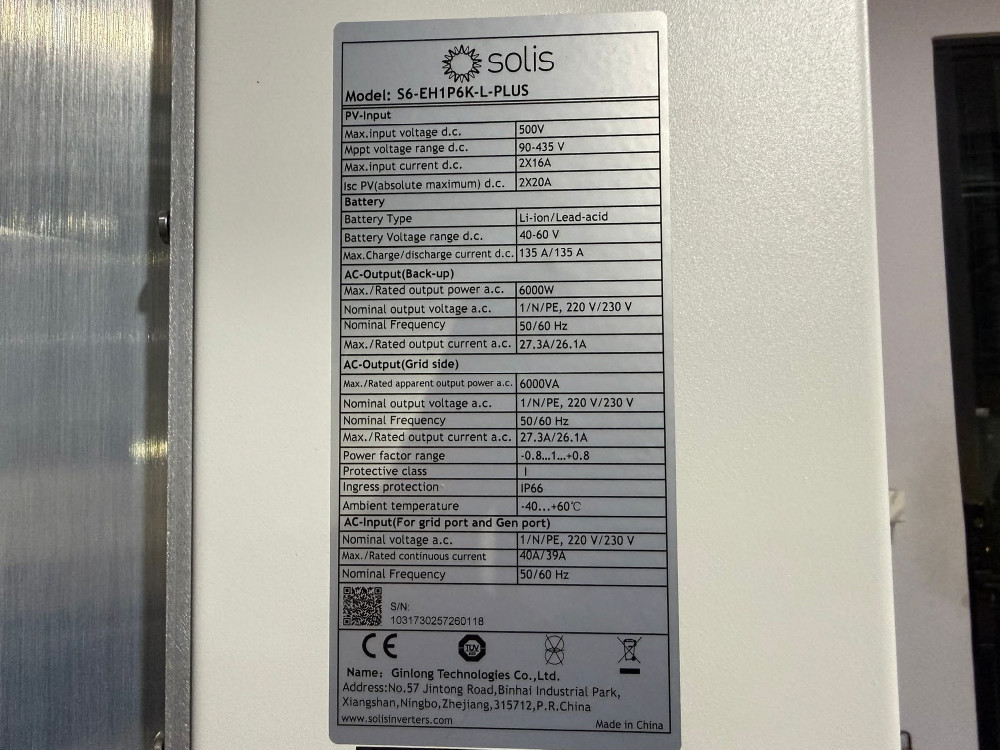 solis
Model: S6-EH1P6K-L-PLUS
PV-Input
Max.input voltage d.c. 500V
Mppt voltage range d.c. 90-435 V
Max.input current d.c. 2X16A
Isc PV(absolute maximum) d.c. 2X20A
Battery
Battery Type Li-ion/Lead-acid
Battery Voltage range d.c. 40-60 V
Max.Charge/discharge current d.c. 135 A/135 A
AC-Output(Back-up)
Max./Rated output power a.c. 6000W
Nominal output voltage a.c. 1/N/PE, 220 V/230 V
Nominal Frequency 50/60 Hz
Max./Rated output current a.c. 27.3A/26.1A
AC-Output(Grid side)
Max./Rated apparent output power a.c. 6000VA
Nominal output voltage a.c. 1/N/PE, 220 V/230 V
Nominal Frequency 50/60 Hz
Max./Rated output current a.c. 27.3A/26.1A
Power factor range -0.8...1...+0.8
Protective class I
Ingress protection IP66
Ambient temperature -40...+60℃
AC-Input(For grid port and Gen port)
Nominal voltage a.c. 1/N/PE, 220 V/230 V
Max./Rated continuous current 40A/39A
Nominal Frequency 50/60 Hz
S/N:
1031730257260118
CE TÜV
Name: Ginlong Technologies Co.,Ltd.
Address:No.57 Jintong Road,Binhai Industrial Park,
Xiangshan,Ningbo,Zhejiang,315712,P.R.China
www.solisinverters.com Made in China